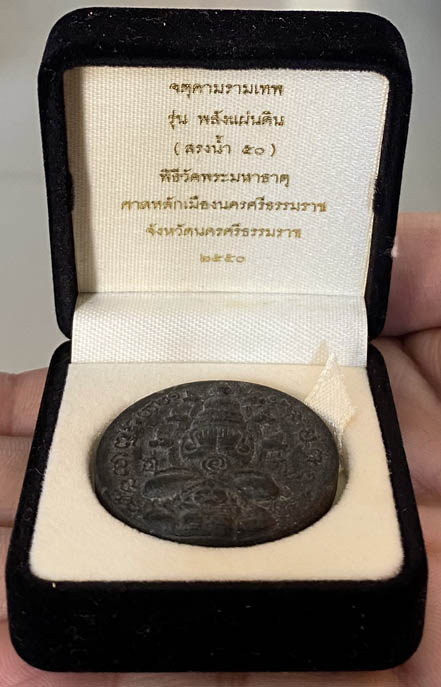 จตุคามรามเทพ
รุ่น พลังแผ่นดิน
(สรงน้ำ ๕๐)
พิธีวัดพระมหาธาตุ
ศาลหลักเมืองนครศรีธรรมราช
จังหวัดนครศรีธรรมราช
๒๕๕๐